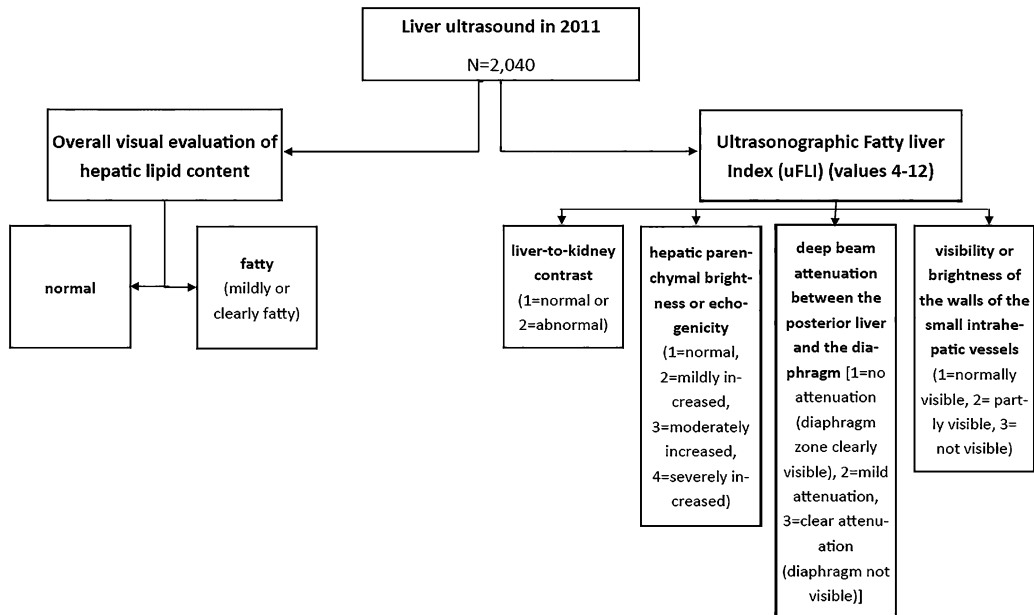 Liver ultrasound in 2011
N=2,040
Overall visual evaluation of
hepatic lipid content
Ultrasonographic Fatty liver
Index (uFLI) (values 4-12)
normal
fatty
(mildly or
clearly fatty)
liver-to-kidney
contrast
(1=normal or
2=abnormal)
hepatic paren-
chymal bright-
ness or echo-
genicity
(1=normal,
2=mildly in-
creased,
3=moderately
increased,
4=severely in-
creased)
deep beam
attenuation
between the
posterior liver
and the dia-
phragm [1=no
attenuation
(diaphragm
zone clearly
visible), 2=mild
attenuation,
3=clear attenu-
ation
(diaphragm not
visible)]
visibility or
brightness of
the walls of the
small intrahe-
patic vessels
(1=normally
visible, 2= part-
ly visible, 3=
not visible)